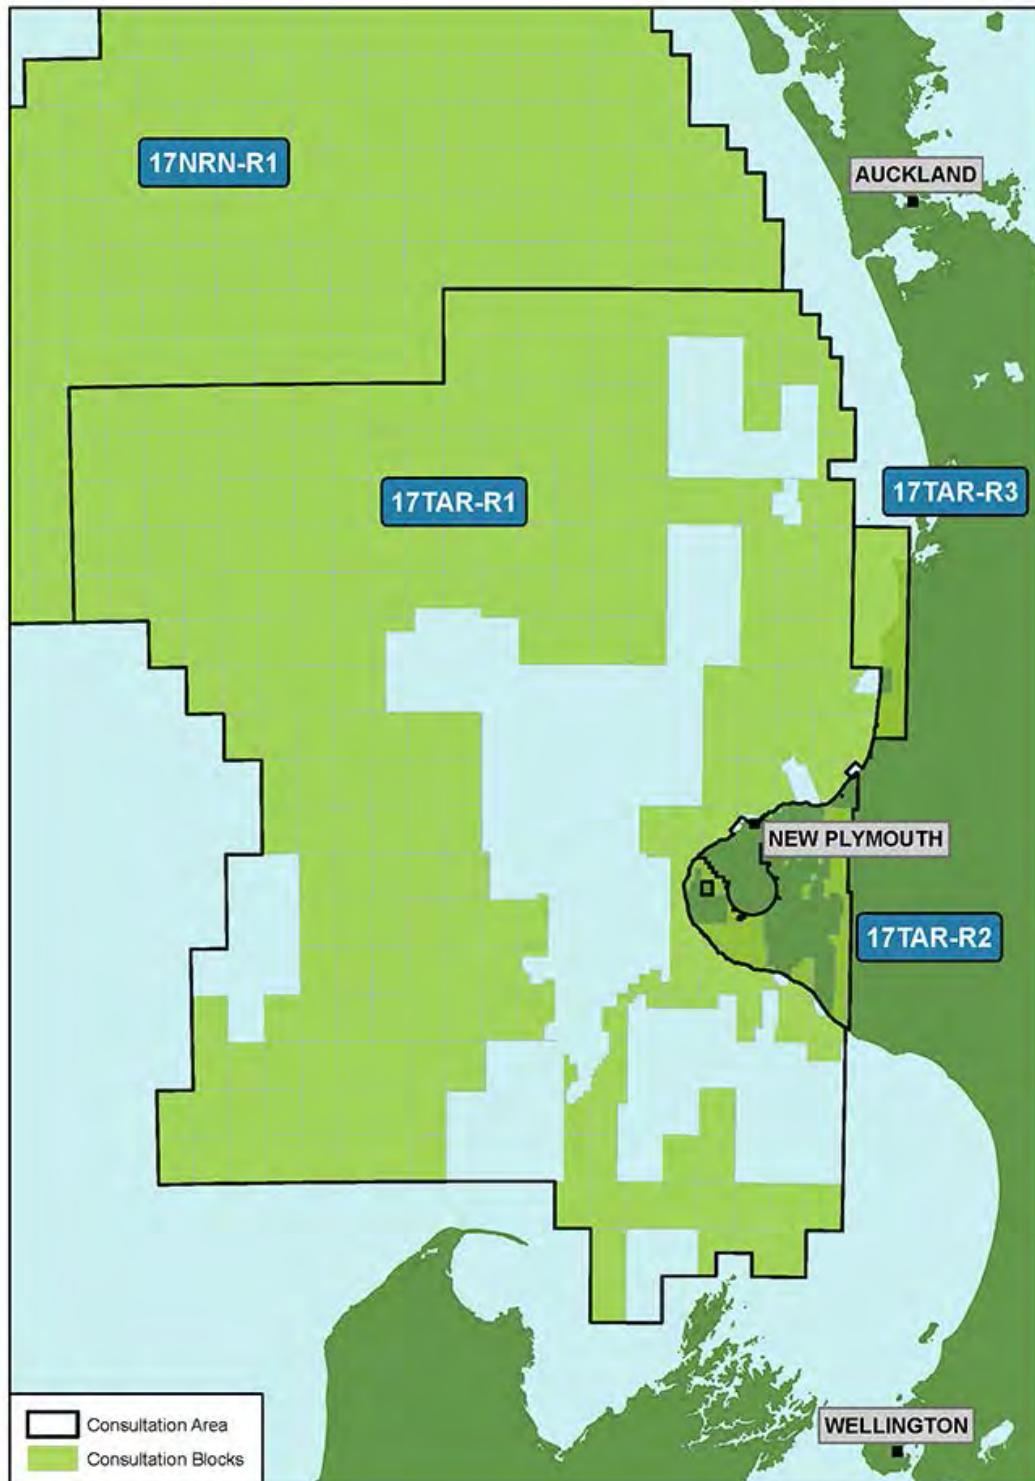 17NRN-R1
AUCKLAND
17TAR-R1
17TAR-R3
NEW PLYMOUTH
17TAR-R2
Consultation Area
Consultation Blocks
WELLINGTON